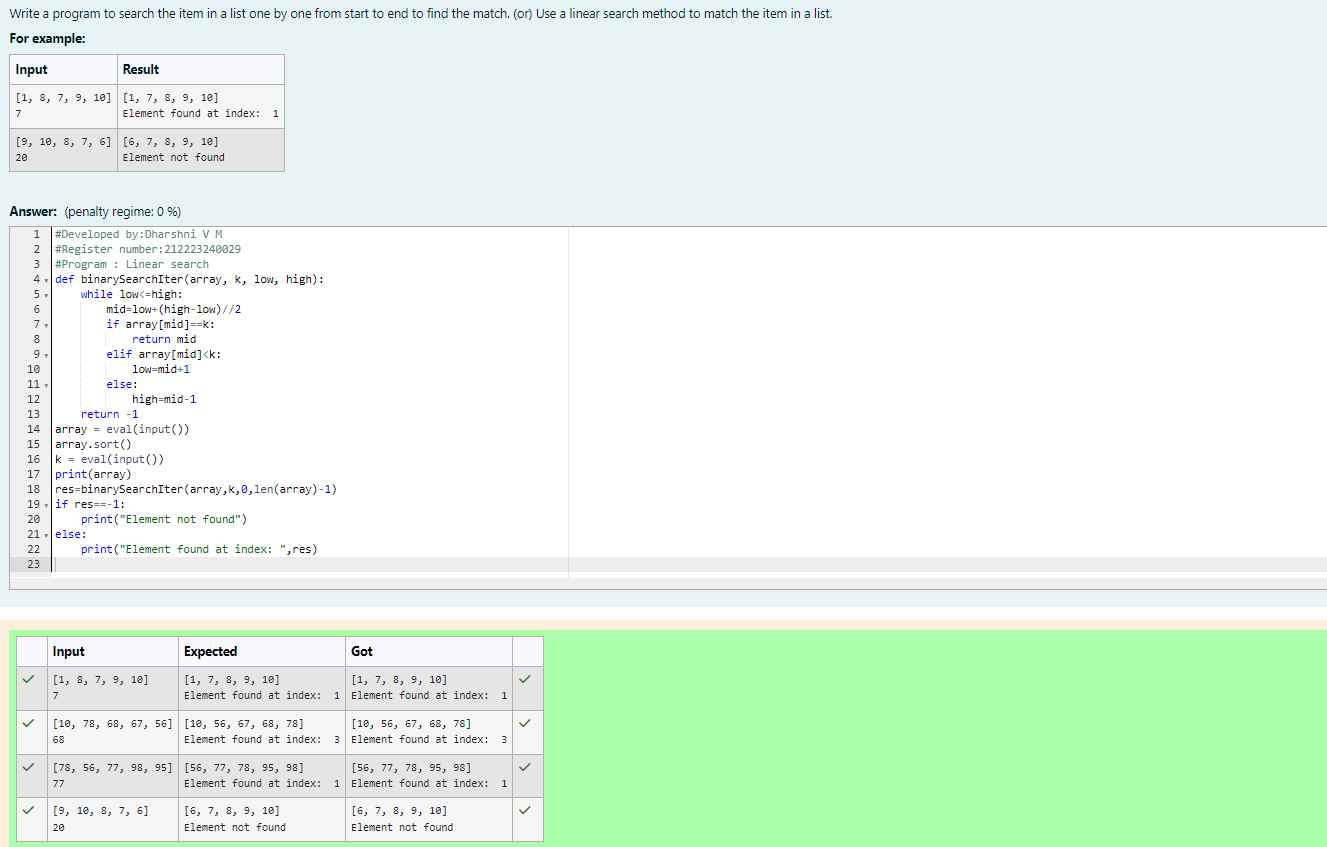 Write a program to search the item in a list one by one from start to end to find the match. (or) Use a linear search method to match the item in a list.
For example:
Input Result
[1, 8, 7, 9, 10] [1, 7, 8, 9, 10]
7 Element found at index:  1
[9, 10, 8, 7, 6] [6, 7, 8, 9, 10]
20 Element not found
Answer: (penalty regime: 0 %)
1 #Developed by:Dharshni V M
2 #Register number:212223240029
3 #Program : Linear search
4 def binarySearchIter(array, k, low, high):
5     while low<=high:
6         mid=low+(high-low)//2
7         if array[mid]==k:
8             return mid
9         elif array[mid]<k:
10             low=mid+1
11         else:
12             high=mid-1
13     return -1
14 array = eval(input())
15 array.sort()
16 k = eval(input())
17 print(array)
18 res=binarySearchIter(array,k,0,len(array)-1)
19 if res==-1:
20     print("Element not found")
21 else:
22     print("Element found at index: ",res)
23
Input Expected Got
[1, 8, 7, 9, 10] [1, 7, 8, 9, 10] [1, 7, 8, 9, 10]
7 Element found at index:  1 Element found at index:  1
[10, 78, 68, 67, 56] [10, 56, 67, 68, 78] [10, 56, 67, 68, 78]
68 Element found at index:  3 Element found at index:  3
[78, 56, 77, 98, 95] [56, 77, 78, 95, 98] [56, 77, 78, 95, 98]
77 Element found at index:  1 Element found at index:  1
[9, 10, 8, 7, 6] [6, 7, 8, 9, 10] [6, 7, 8, 9, 10]
20 Element not found Element not found